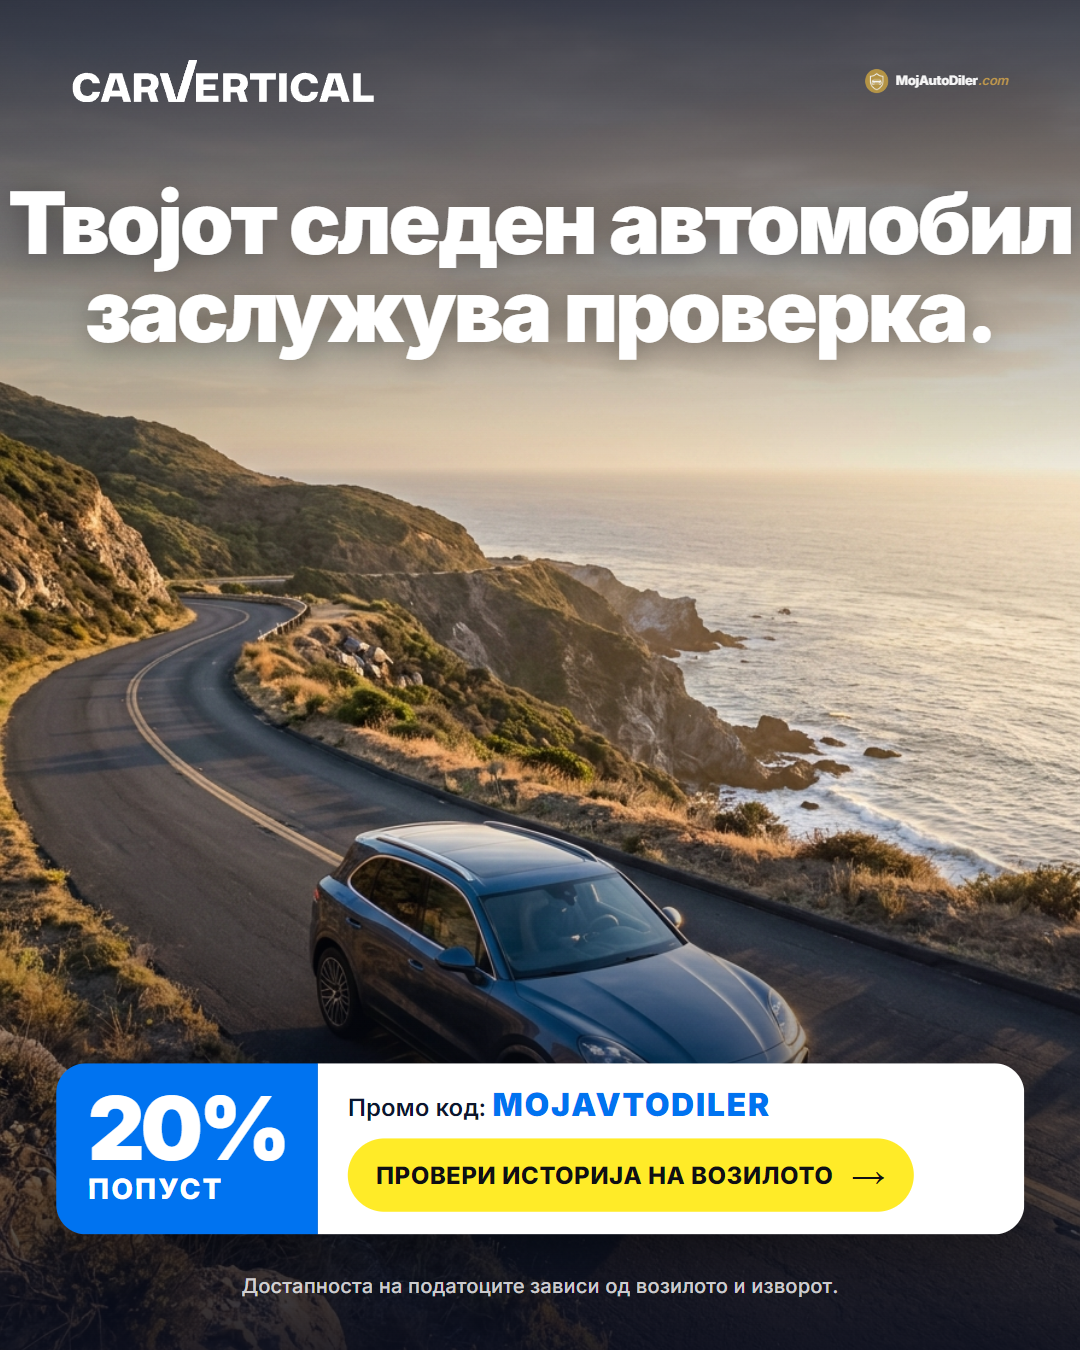 CARVERTICAL
MojAutoDiler.com
Твојот следен автомобил
заслужува проверка.
20%
ПОПУСТ
Промо код: MOJAVTODILER
ПРОВЕРИ ИСТОРИЈА НА ВОЗИЛОТО →
Достапноста на податоците зависи од возилото и изворот.